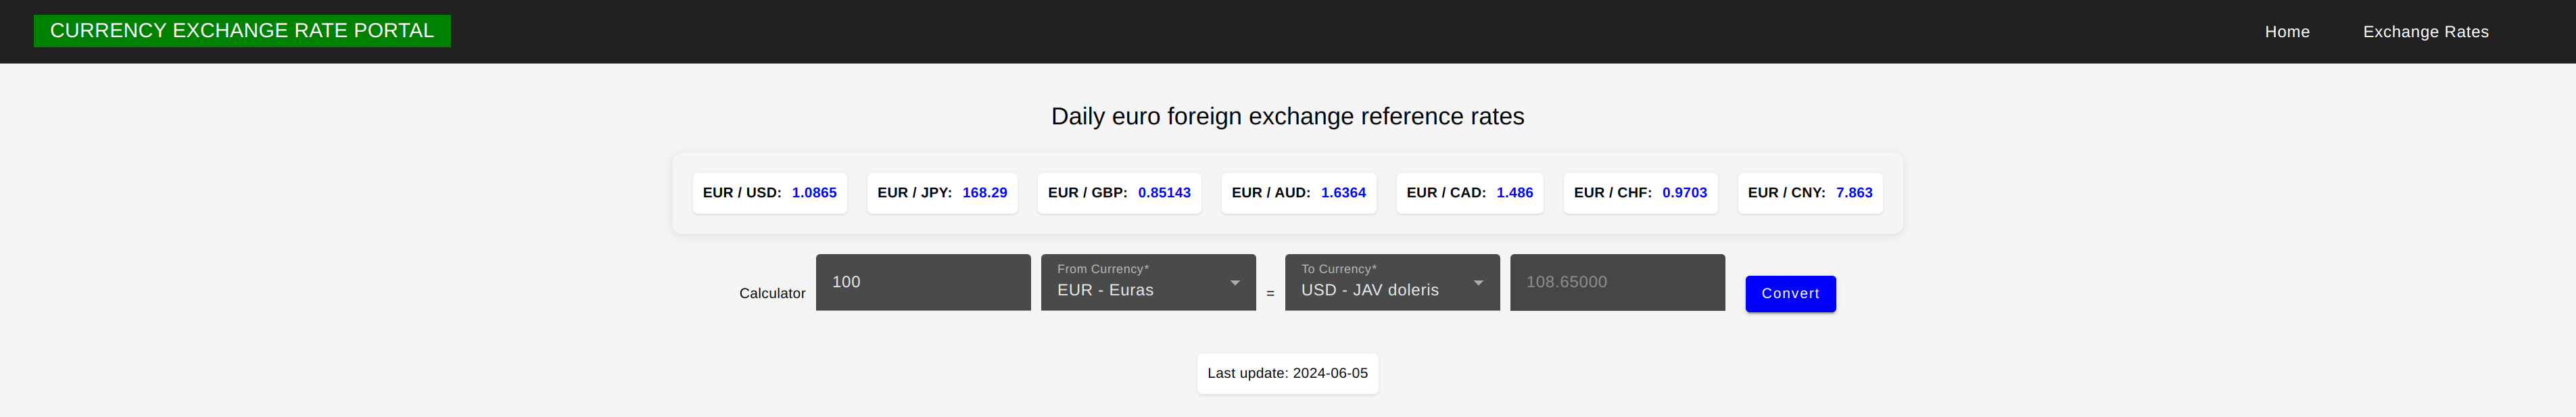 CURRENCY EXCHANGE RATE PORTAL Home Exchange Rates
Daily euro foreign exchange reference rates
EUR / USD: 1.0865 EUR / JPY: 168.29 EUR / GBP: 0.85143 EUR / AUD: 1.6364 EUR / CAD: 1.486 EUR / CHF: 0.9703 EUR / CNY: 7.863
Calculator 100 From Currency* EUR - Euras = To Currency* USD - JAV doleris 108.65000 Convert
Last update: 2024-06-05